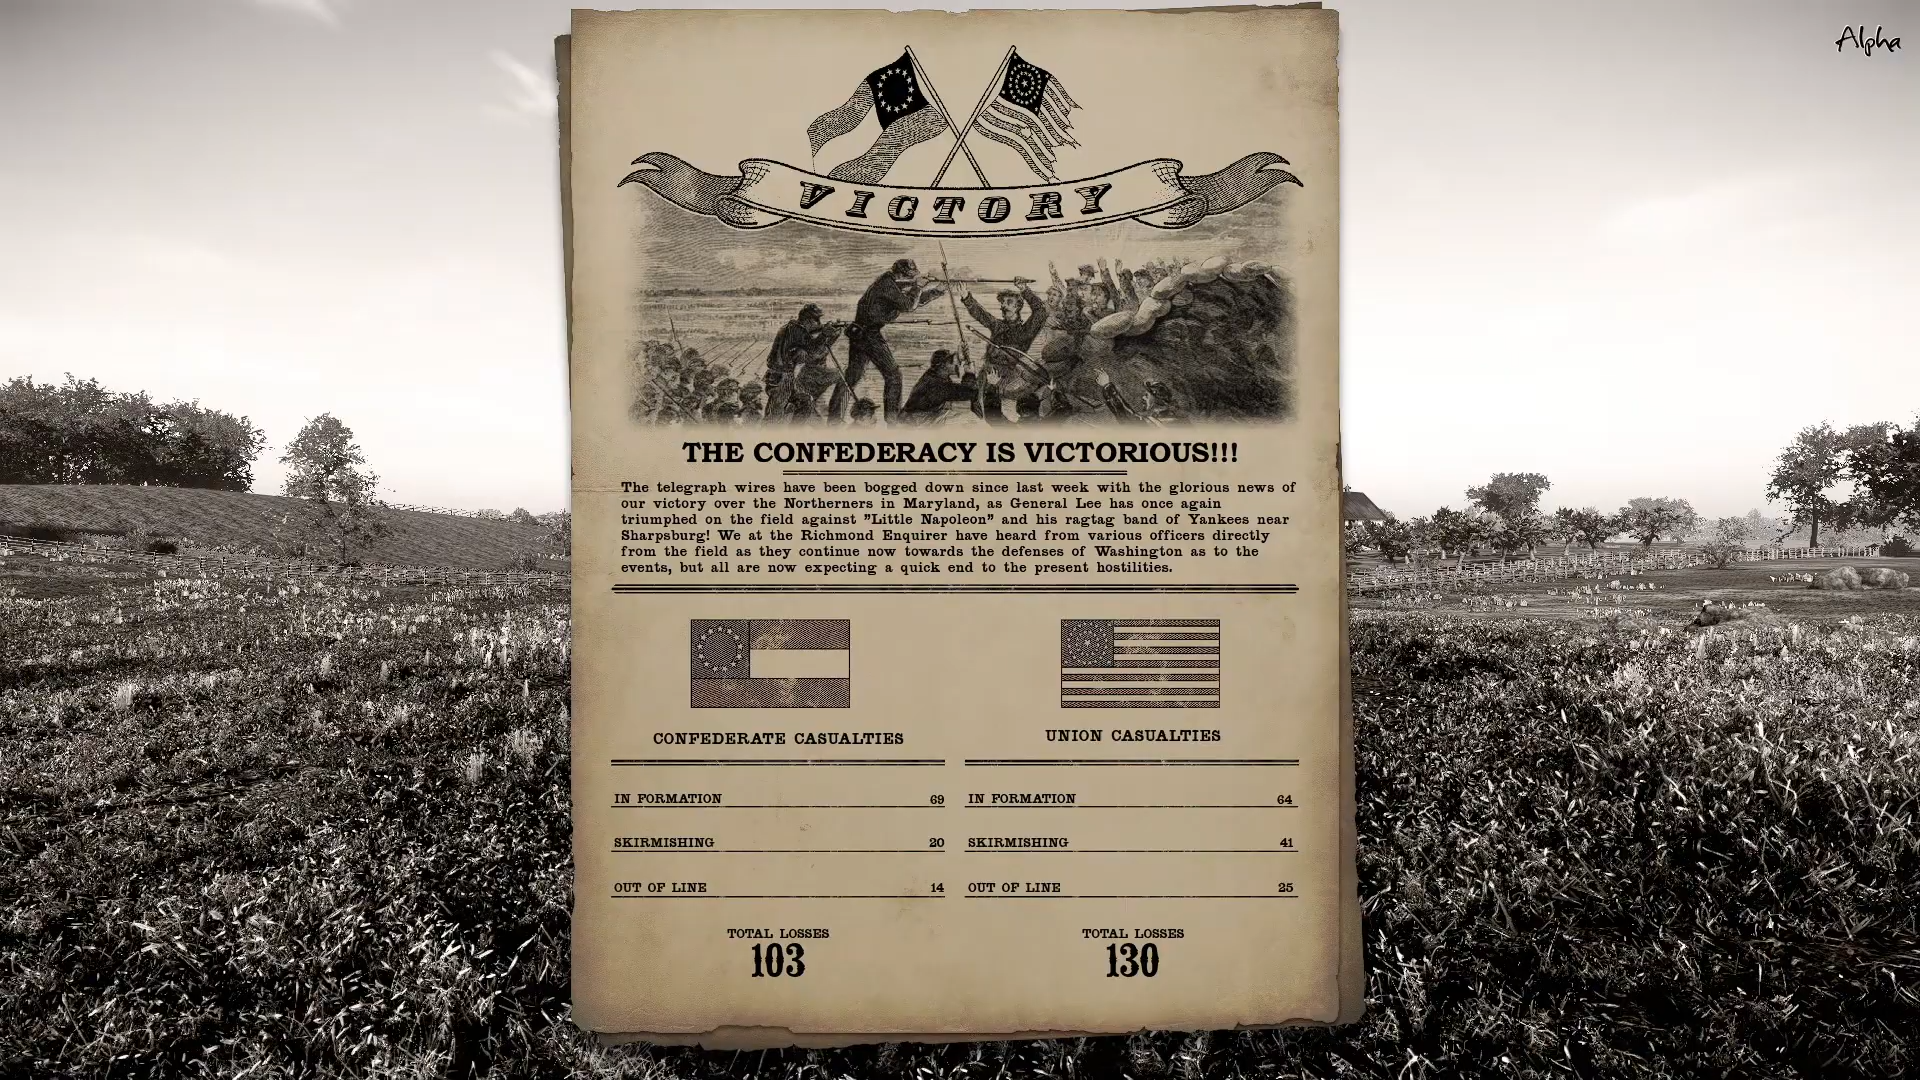 Alpha
VICTORY
THE CONFEDERACY IS VICTORIOUS!!!
The telegraph wires have been bogged down since last week with the glorious news of
our victory over the Northerners in Maryland, as General Lee has once again
triumphed on the field against "Little Napoleon" and his ragtag band of Yankees near
Sharpsburg! We at the Richmond Enquirer have heard from various officers directly
from the field as they continue now towards the defenses of Washington as to the
events, but all are now expecting a quick end to the present hostilities.
CONFEDERATE CASUALTIES
IN FORMATION 69
SKIRMISHING 20
OUT OF LINE 14
TOTAL LOSSES
103
UNION CASUALTIES
IN FORMATION 64
SKIRMISHING 41
OUT OF LINE 25
TOTAL LOSSES
130